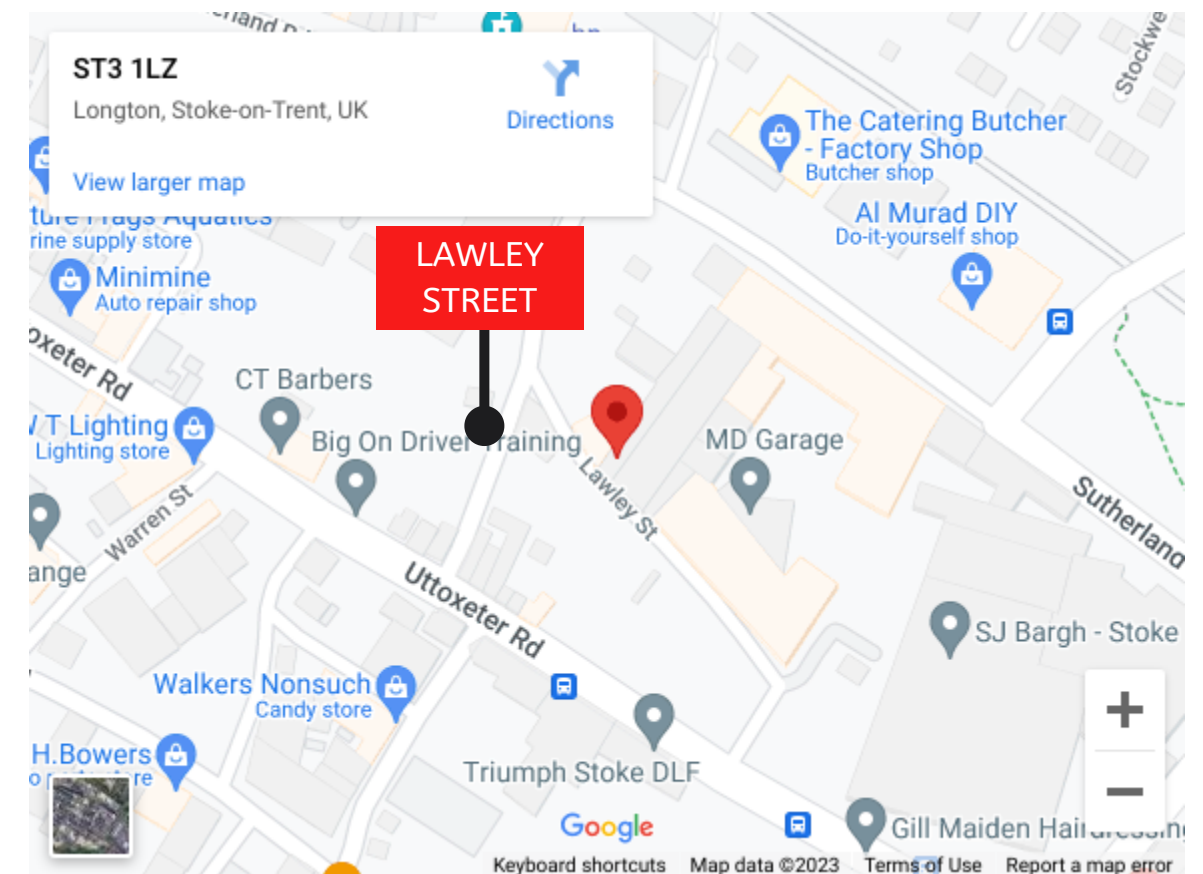 ST3 1LZ
Longton, Stoke-on-Trent, UK
Directions
View larger map
Stockwe
The Catering Butcher
- Factory Shop
Butcher shop
Al Murad DIY
Do-it-yourself shop
ture Frags Aquatics
rine supply store
Minimine
Auto repair shop
LAWLEY
STREET
oxeter Rd
CT Barbers
T Lighting
Lighting store
Big On Driver Training
MD Garage
Lawley St
Warren St
ange
Sutherland
Uttoxeter Rd
SJ Bargh - Stoke
Walkers Nonsuch
Candy store
H.Bowers
Triumph Stoke DLF
Google
Gill Maiden Hairdressing
Keyboard shortcuts
Map data ©2023
Terms of Use
Report a map error